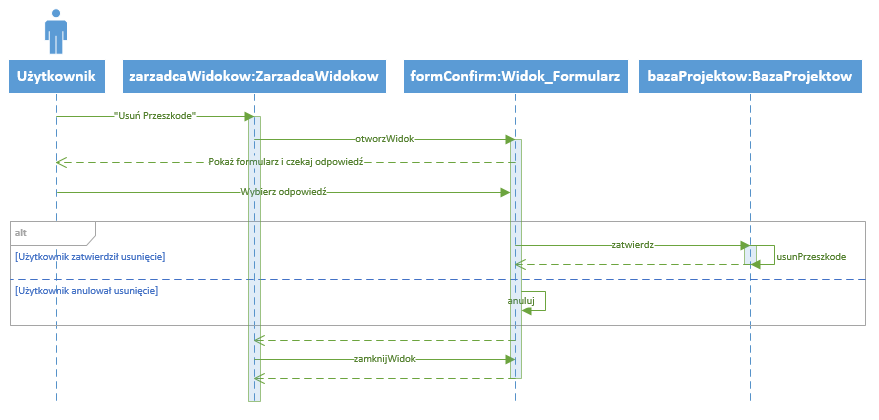 Użytkownik
zarzadcaWidokow:ZarzadcaWidokow
formConfirm:Widok_Formularz
bazaProjektow:BazaProjektow
"Usuń Przeszkode"
otworzWidok
Pokaż formularz i czekaj odpowiedź
Wybierz odpowiedź
alt
zatwierdz
[Użytkownik zatwierdził usunięcie]
usunPrzeszkode
[Użytkownik anulował usunięcie]
anuluj
zamknijWidok